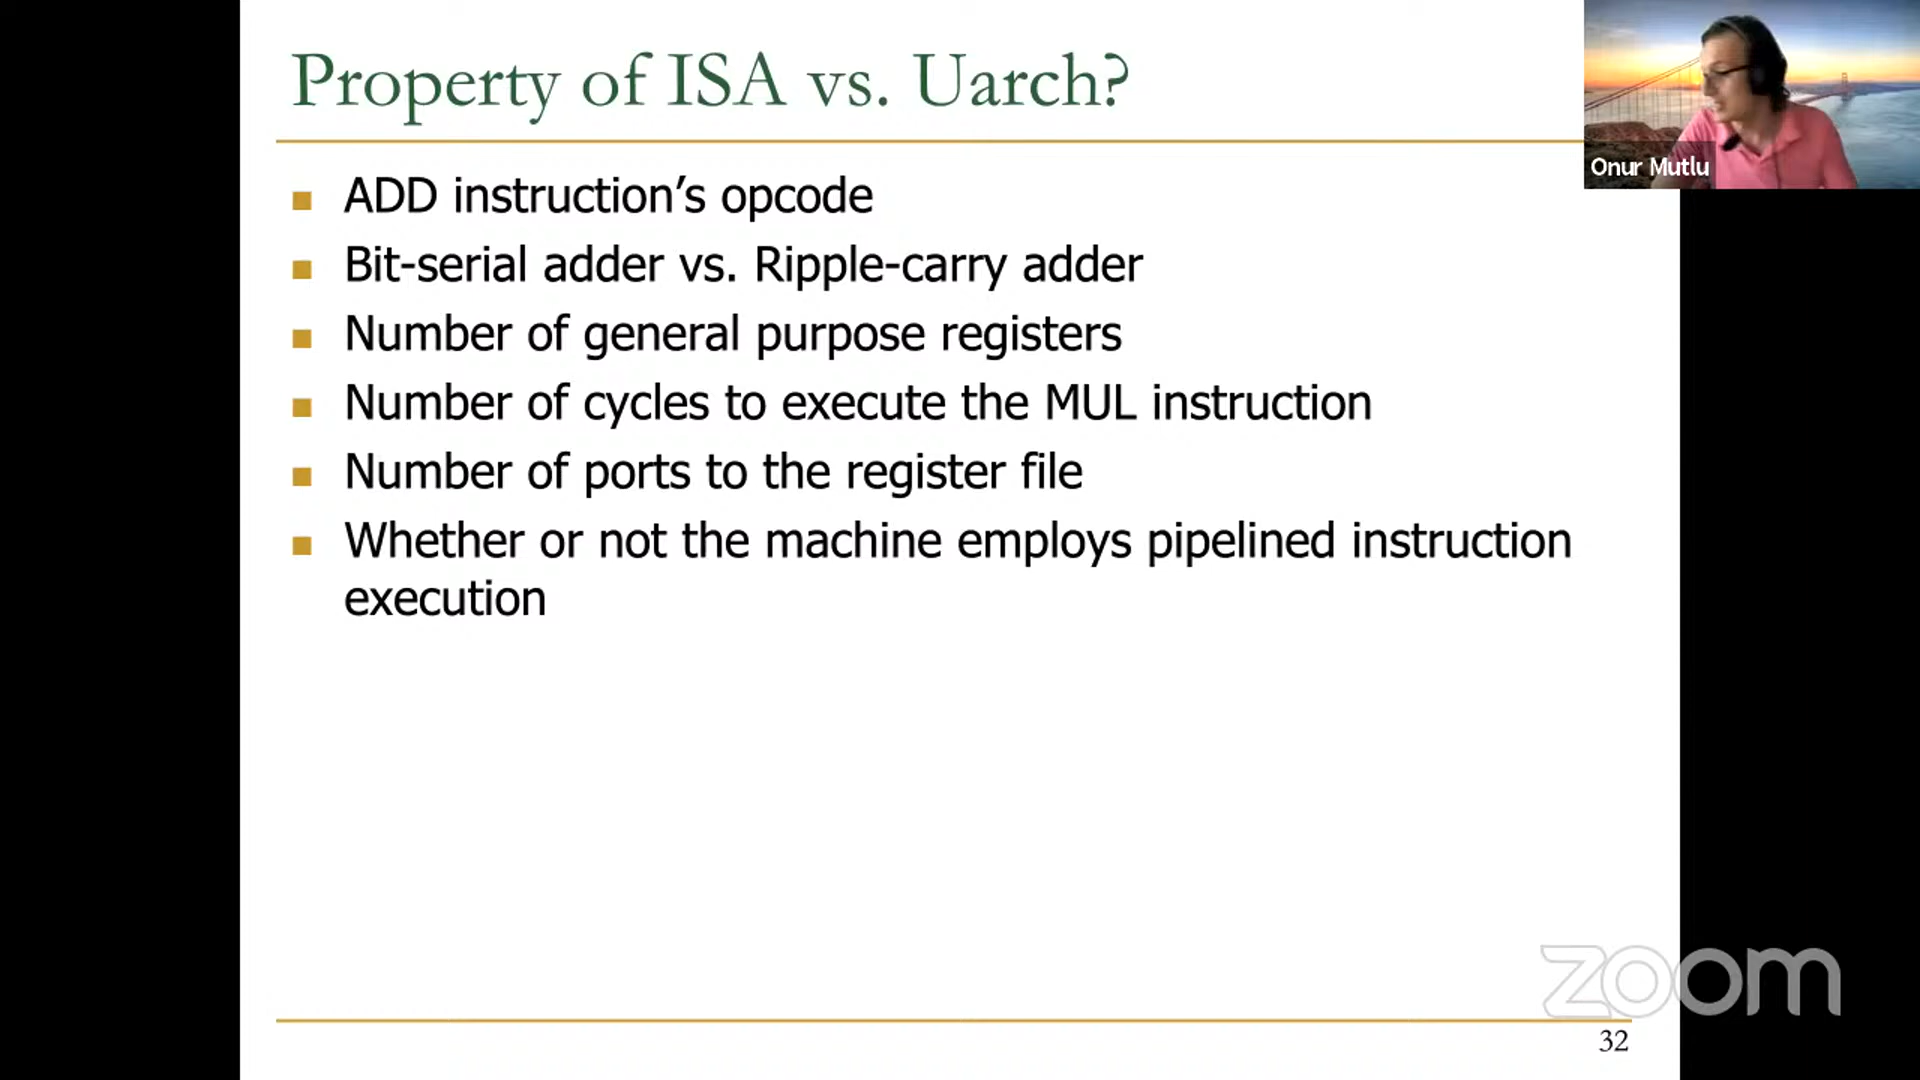 Property of ISA vs. Uarch?
Onur Mutlu
ADD instruction’s opcode
Bit-serial adder vs. Ripple-carry adder
Number of general purpose registers
Number of cycles to execute the MUL instruction
Number of ports to the register file
Whether or not the machine employs pipelined instruction
execution
zoom
32